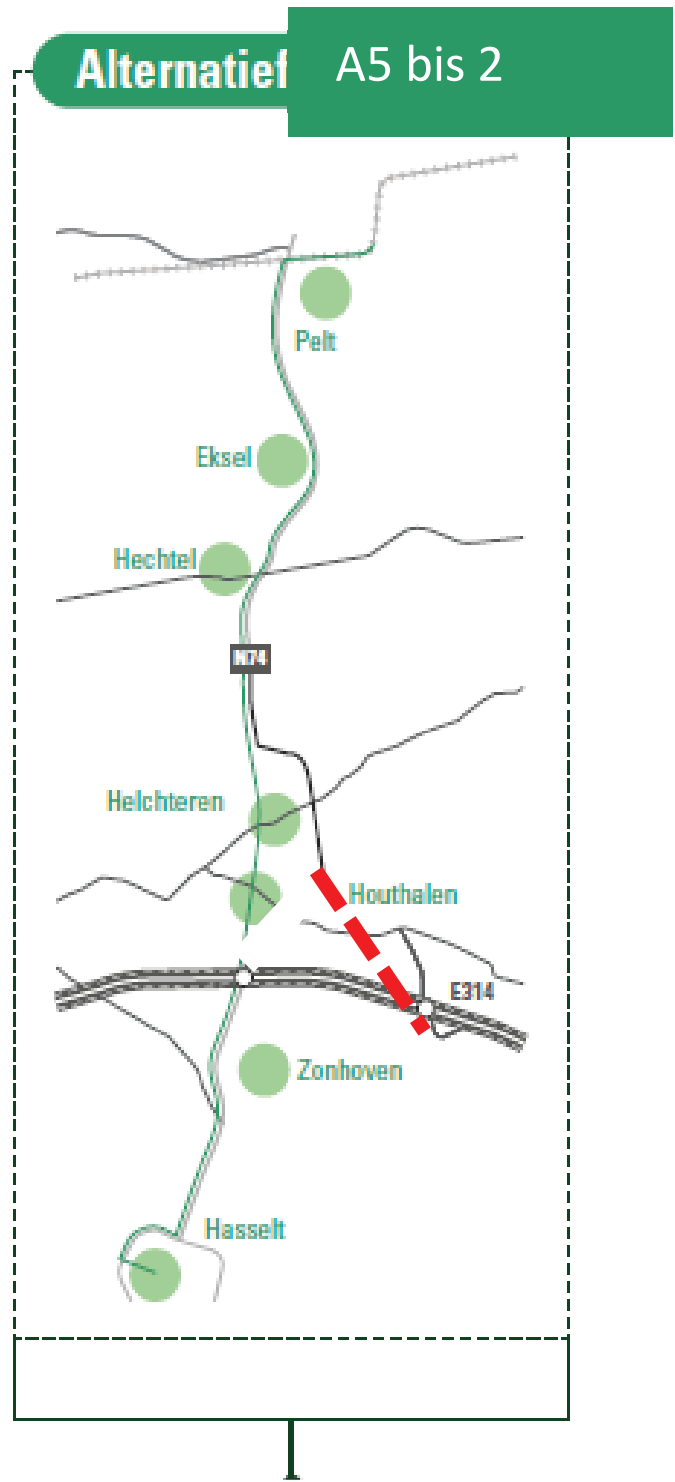 Alternatief A5 bis 2
Pelt
Eksel
Hechtel
N74
Helchteren
Houthalen
E314
Zonhoven
Hasselt